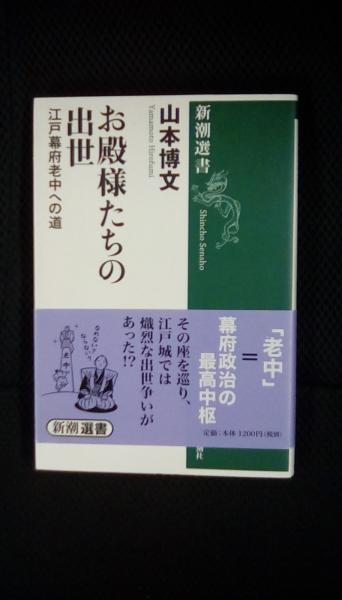 新潮選書
Shincho Sensho
山本博文
Yamamoto Hirofumi
お殿様たちの
出世
江戸幕府老中への道
「老中」
＝
幕府政治の
最高中枢
定価：本体1200円（税別）
潮社
その座を巡り、
江戸城では
熾烈な出世争いが
あった!?
老中
新潮選書